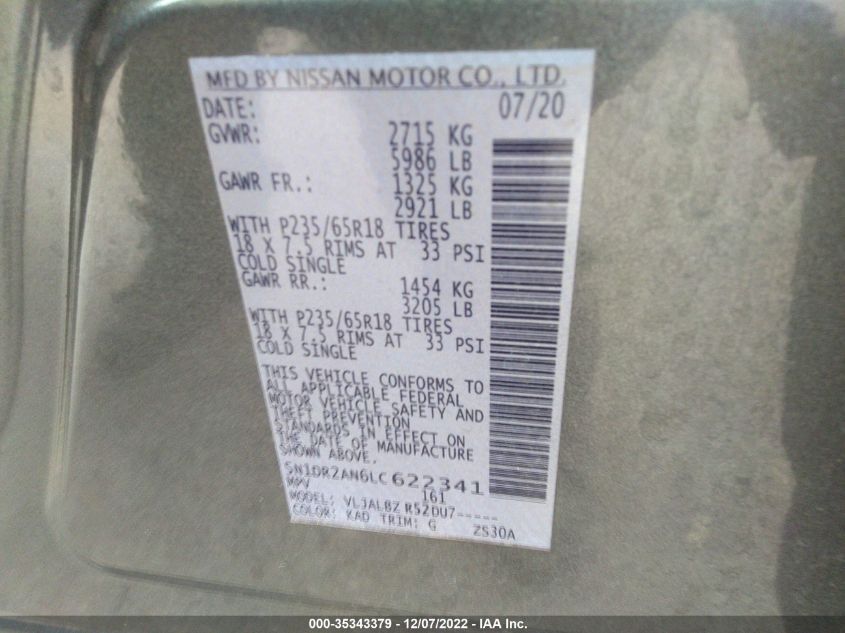 MFD BY NISSAN MOTOR CO., LTD.
DATE: 07/20
GVWR: 2715 KG
5986 LB
GAWR FR.: 1325 KG
2921 LB
WITH P235/65R18 TIRES
18 X 7.5 RIMS AT 33 PSI
COLD SINGLE
GAWR RR.: 1454 KG
3205 LB
WITH P235/65R18 TIRES
18 X 7.5 RIMS AT 33 PSI
COLD SINGLE
THIS VEHICLE CONFORMS TO
ALL APPLICABLE FEDERAL
MOTOR VEHICLE SAFETY AND
THEFT PREVENTION
STANDARDS IN EFFECT ON
THE DATE OF MANUFACTURE
SHOWN ABOVE.
5N1DR2AN6LC622341
MPV 161
MODEL: VLJALBZ R52DU7-----
COLOR: KAD TRIM: G ZS30A
000-35343379 - 12/07/2022 - IAA Inc.